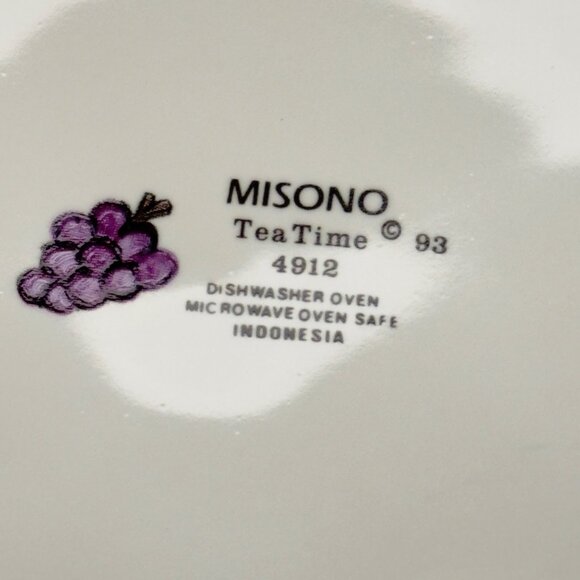 MISONO
TeaTime © 93
4912
DISHWASHER OVEN
MICROWAVE OVEN SAFE
INDONESIA